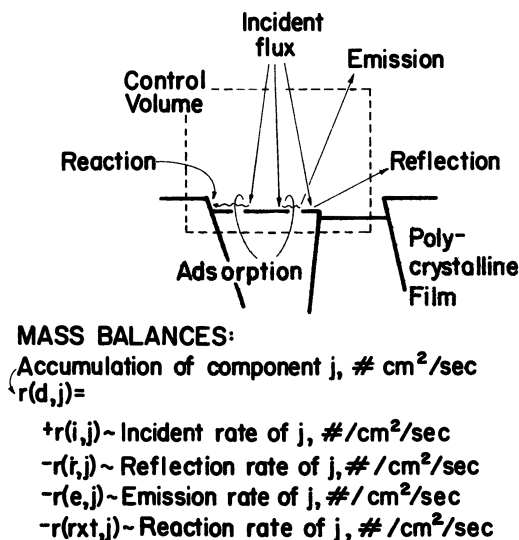 Incident
flux
Emission
Control
Volume
Reaction
Reflection
Adsorption
Poly-
crystalline
Film
MASS BALANCES:
Accumulation of component j, # cm²/sec
r(d,j)=
+r(i,j)~ Incident rate of j, #/cm²/sec
-r(r,j)~ Reflection rate of j, #/cm²/sec
-r(e,j)~ Emission rate of j, #/cm²/sec
-r(rxt,j)~ Reaction rate of j, #/cm²/sec